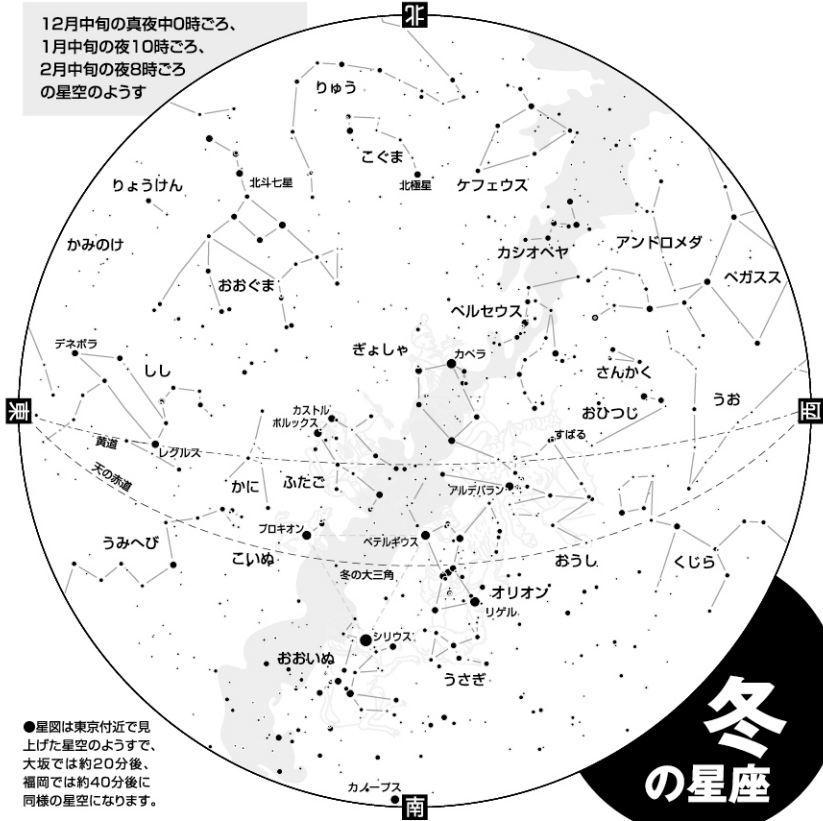 北
12月中旬の真夜中0時ごろ、
1月中旬の夜10時ごろ、
2月中旬の夜8時ごろ
の星空のようす
りゅう
こぐま
北極星
ケフェウス
りょうけん
北斗七星
かみのけ
カシオペヤ
アンドロメダ
ペガスス
おおぐま
ペルセウス
デネボラ
しし
ぎょしゃ
カペラ
さんかく
おひつじ
うお
東
西
カストル
ポルックス
すばる
黄道
レグルス
天の赤道
かに
ふたご
アルデバラン
うみへび
プロキオン
こいぬ
ベテルギウス
冬の大三角
おうし
くじら
オリオン
リゲル
シリウス
おおいぬ
うさぎ
カノープス
南
●星図は東京付近で見
上げた星空のようすで、
大坂では約20分後、
福岡では約40分後に
同様の星空になります。
冬
の星座